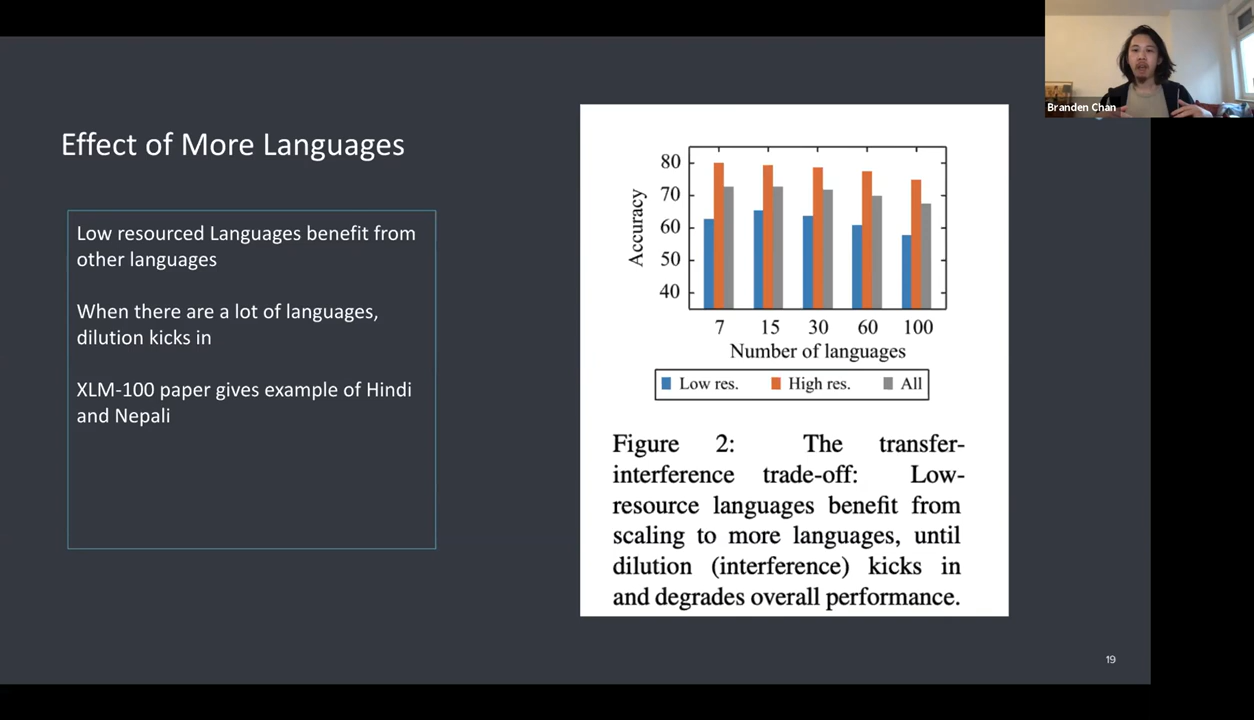 Branden Chan
Effect of More Languages
Low resourced Languages benefit from
other languages
When there are a lot of languages,
dilution kicks in
XLM-100 paper gives example of Hindi
and Nepali
80
70
60
50
40
Accuracy
7 15 30 60 100
Number of languages
Low res. High res. All
Figure 2: The transfer-
interference trade-off: Low-
resource languages benefit from
scaling to more languages, until
dilution (interference) kicks in
and degrades overall performance.
19